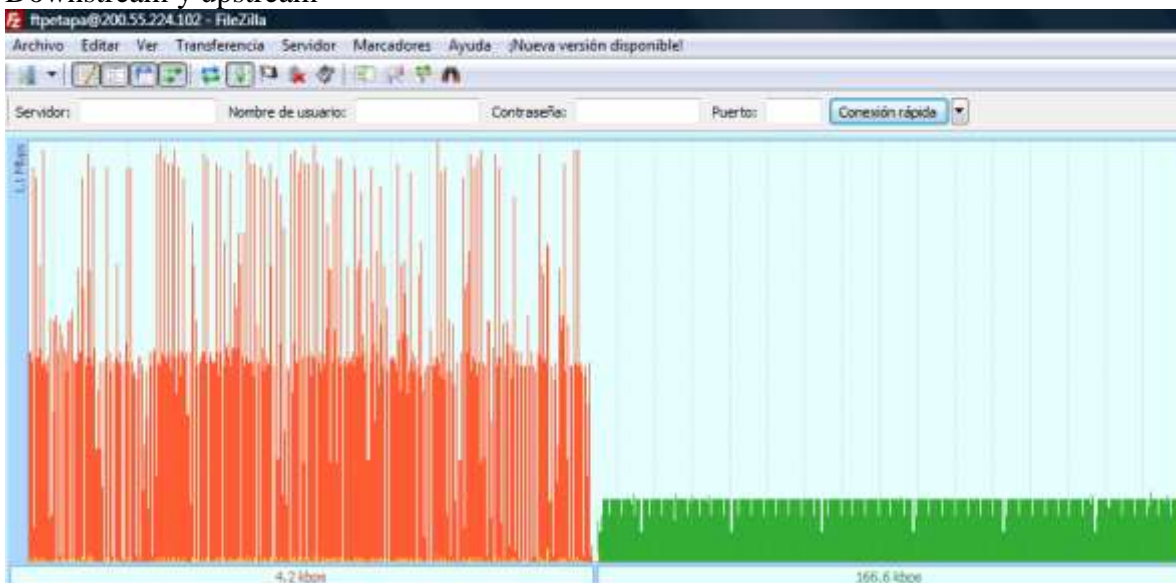 Downstream y upstream
ftpetapa@200.55.224.102 - FileZilla
Archivo Editar Ver Transferencia Servidor Marcadores Ayuda ¡Nueva versión disponible!
Servidor: Nombre de usuario: Contraseña: Puerto: Conexión rápida
1.1 Mbps
4.2 kbps 166.6 kbps